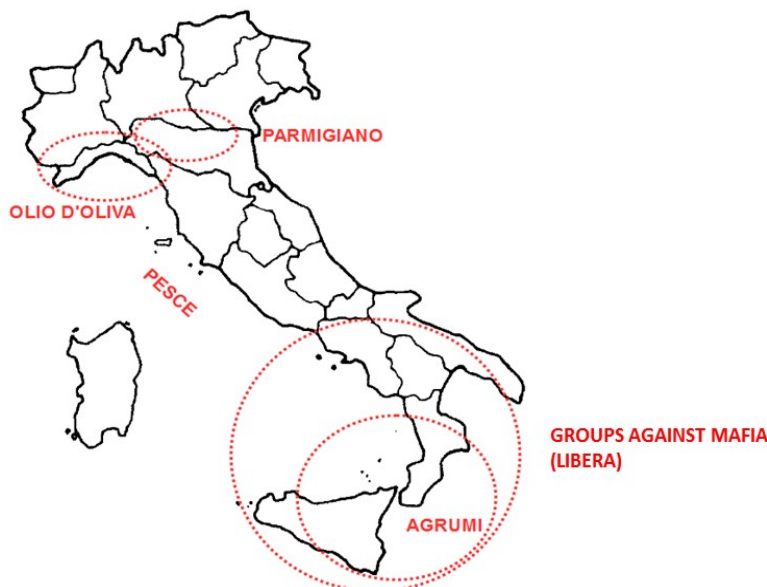 PARMIGIANO
OLIO D'OLIVA
PESCE
GROUPS AGAINST MAFIA
(LIBERA)
AGRUMI